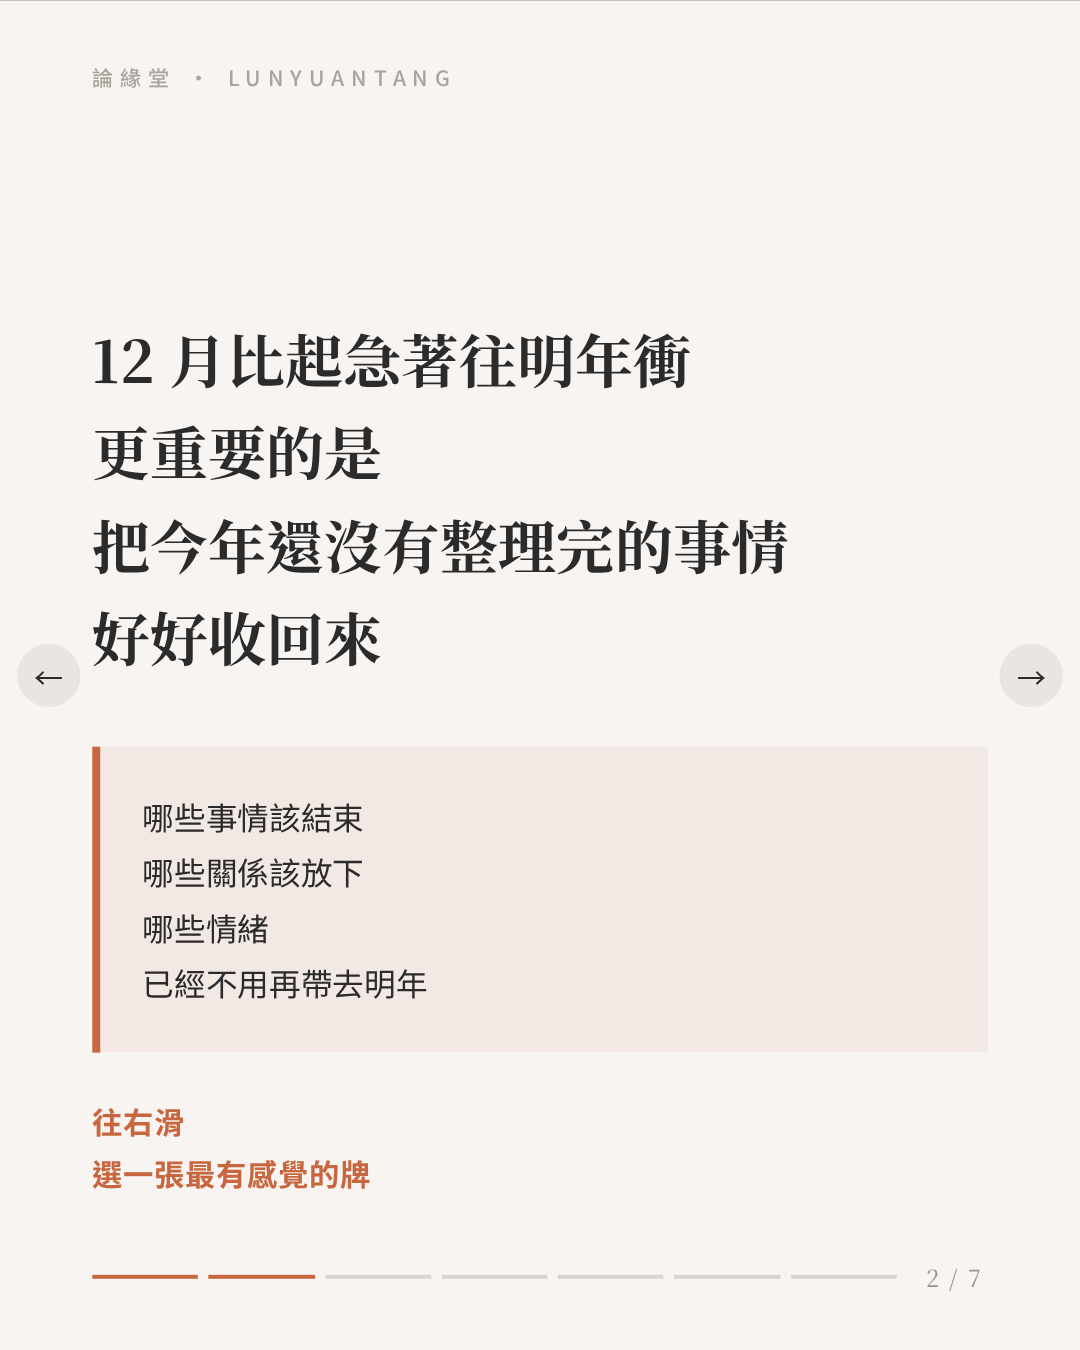 論緣堂 · LUNYUANTANG
12 月比起急著往明年衝
更重要的是
把今年還沒有整理完的事情
好好收回來
←
→
哪些事情該結束
哪些關係該放下
哪些情緒
已經不用再帶去明年
往右滑
選一張最有感覺的牌
2 / 7